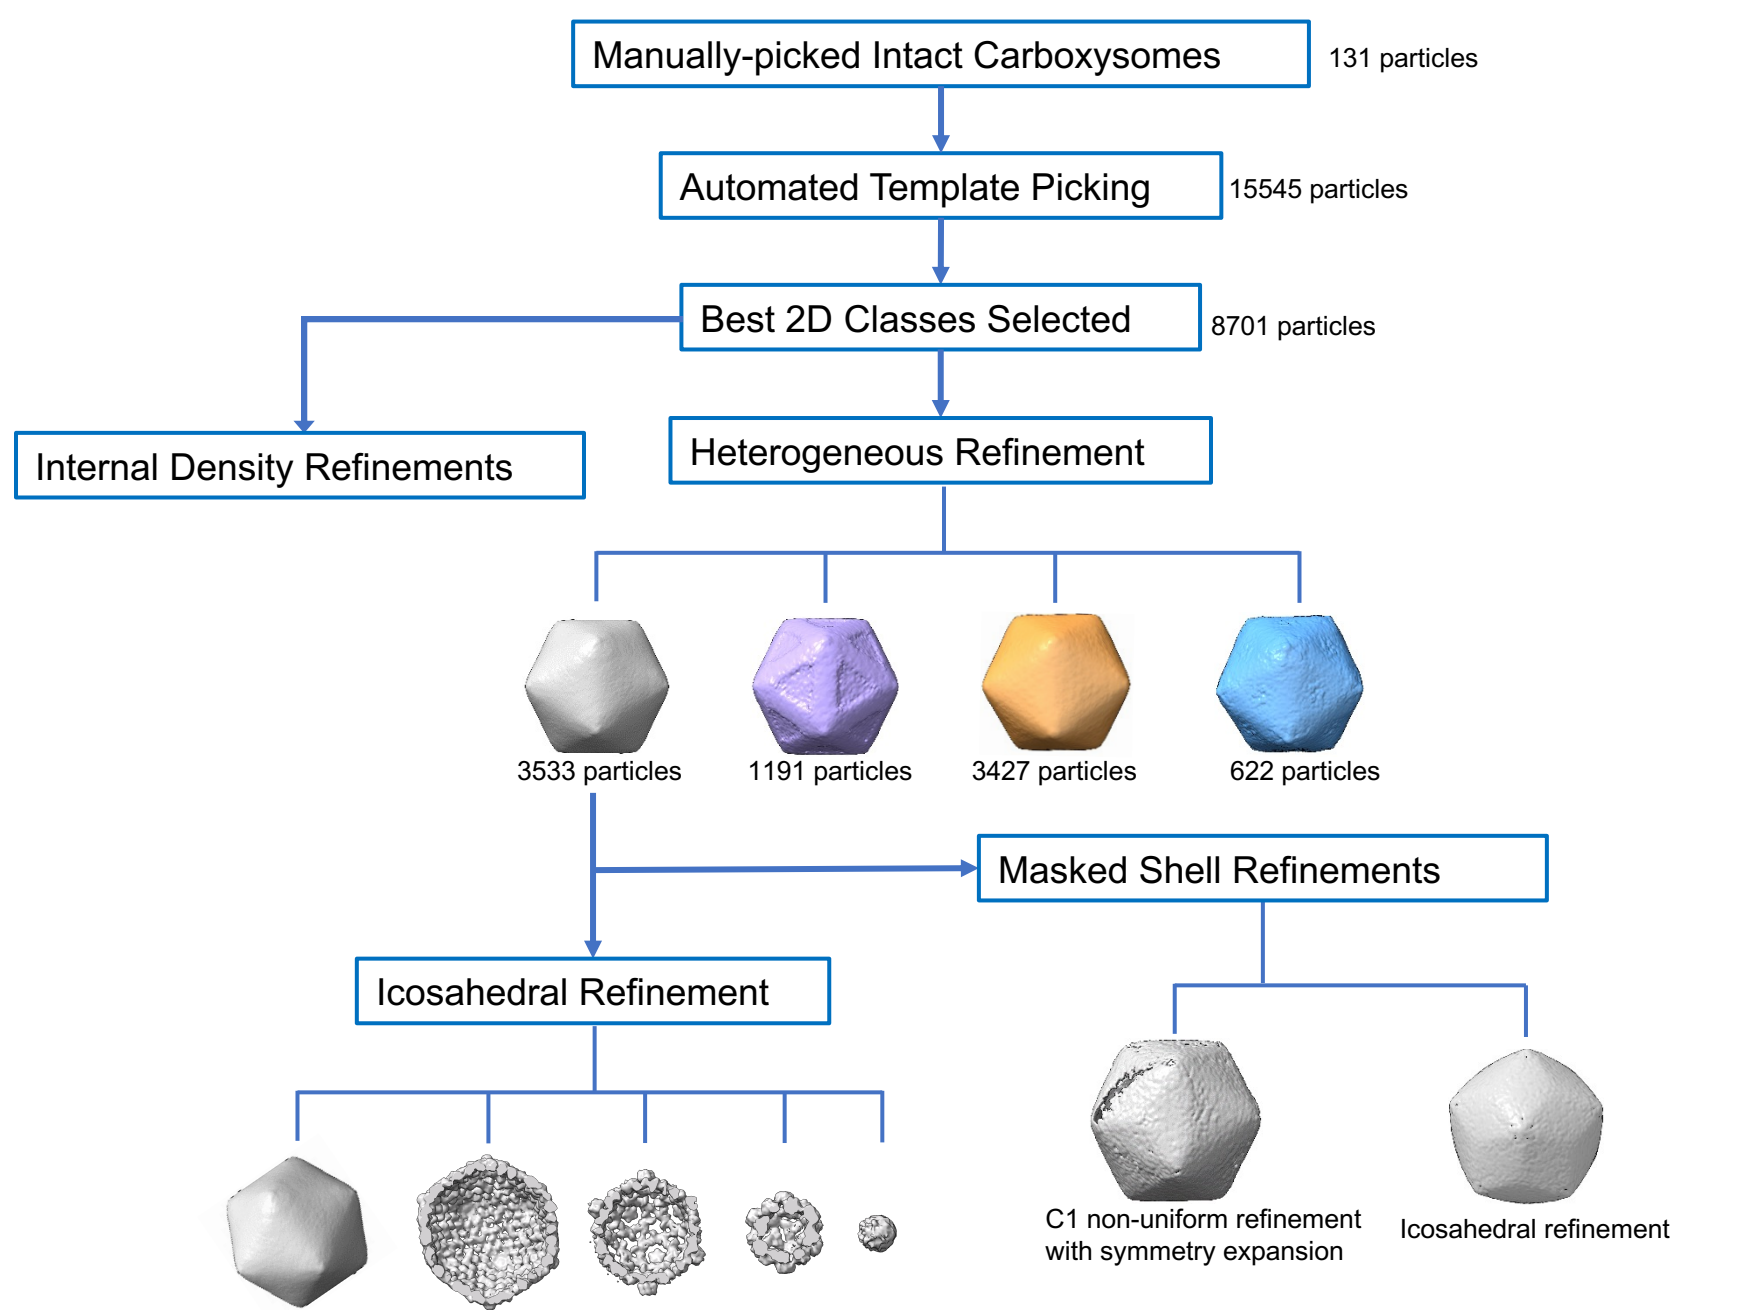 Manually-picked Intact Carboxysomes
131 particles
Automated Template Picking
15545 particles
Best 2D Classes Selected
8701 particles
Internal Density Refinements
Heterogeneous Refinement
3533 particles
1191 particles
3427 particles
622 particles
Masked Shell Refinements
Icosahedral Refinement
C1 non-uniform refinement
with symmetry expansion
Icosahedral refinement